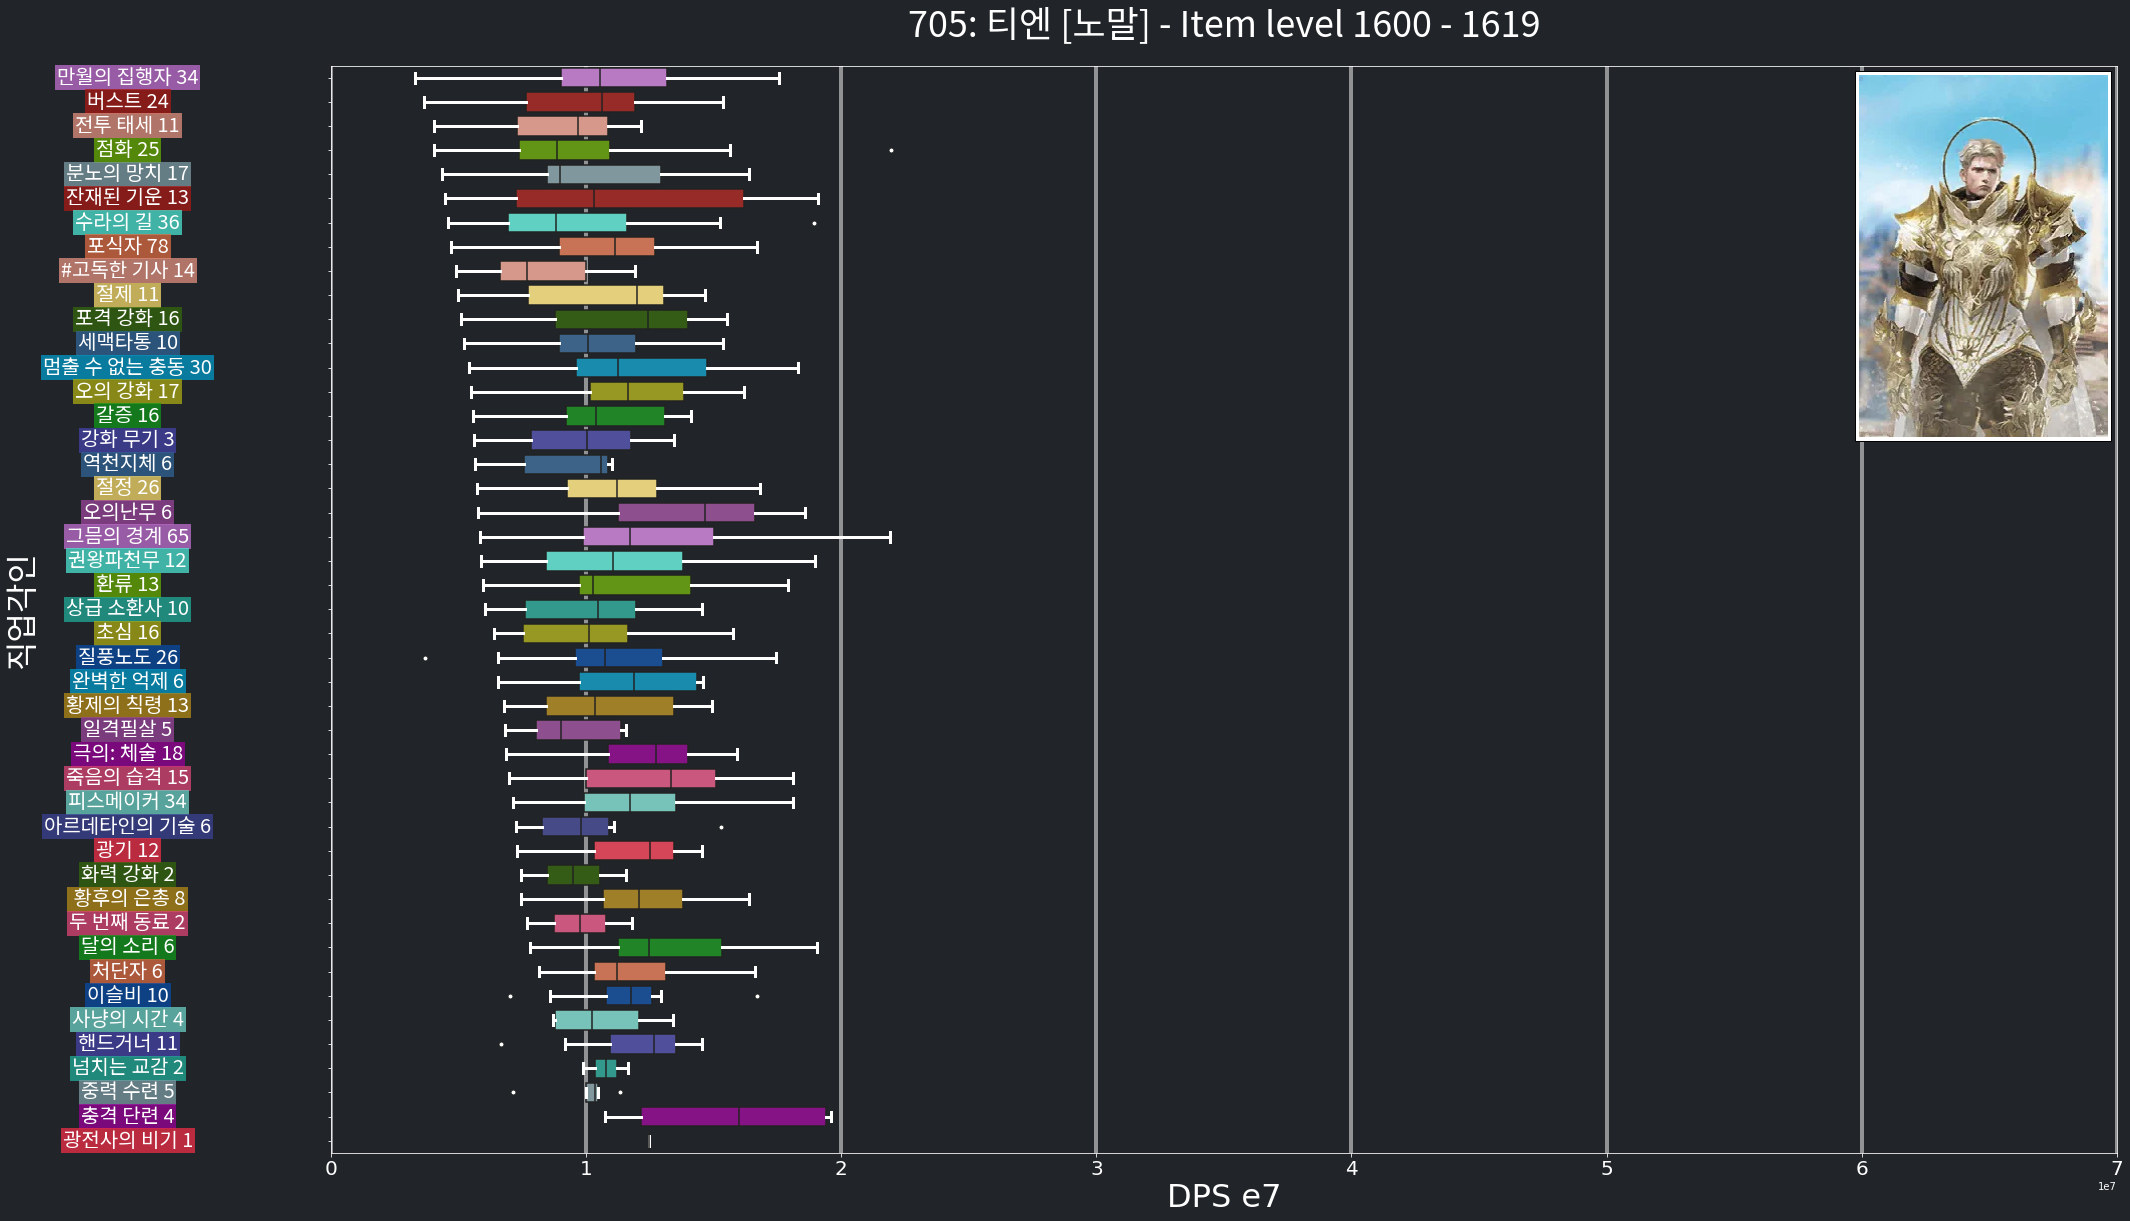 705: 티엔 [노말] - Item level 1600 - 1619
직업각인
만월의 집행자 34
버스트 24
전투 태세 11
점화 25
분노의 망치 17
잔재된 기운 13
수라의 길 36
포식자 78
#고독한 기사 14
절제 11
포격 강화 16
세맥타통 10
멈출 수 없는 충동 30
오의 강화 17
갈증 16
강화 무기 3
역천지체 6
절정 26
오의난무 6
그믐의 경계 65
권왕파천무 12
환류 13
상급 소환사 10
초심 16
질풍노도 26
완벽한 억제 6
황제의 칙령 13
일격필살 5
극의: 체술 18
죽음의 습격 15
피스메이커 34
아르데타인의 기술 6
광기 12
화력 강화 2
황후의 은총 8
두 번째 동료 2
달의 소리 6
처단자 6
이슬비 10
사냥의 시간 4
핸드거너 11
넘치는 교감 2
중력 수련 5
충격 단련 4
광전사의 비기 1
0 1 2 3 4 5 6 7
1e7
DPS e7